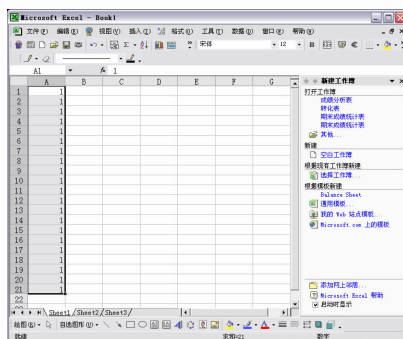 Microsoft Excel - Book1
文件(F) 编辑(E) 视图(V) 插入(I) 格式(O) 工具(T) 数据(D) 窗口(W) 帮助(H)
宋体 12 B
A1 fx 1
新建工作簿
A B C D E F G
打开工作簿
成绩分析表
转化表
期末成绩统计表
期末成绩统计表
其他...
新建
空白工作簿
根据现有工作簿新建
选择工作簿...
根据模板新建
Balance Sheet
通用模板...
我的 Web 站点模板...
Microsoft.com 上的模板
添加网上邻居...
Microsoft Excel 帮助
启动时显示
1 1
2 1
3 1
4 1
5 1
6 1
7 1
8 1
9 1
10 1
11 1
12 1
13 1
14 1
15 1
16 1
17 1
18 1
19 1
20 1
21 1
22
Sheet1 Sheet2 Sheet3
绘图(R) 自选图形(U)
就绪 求和=21 数字